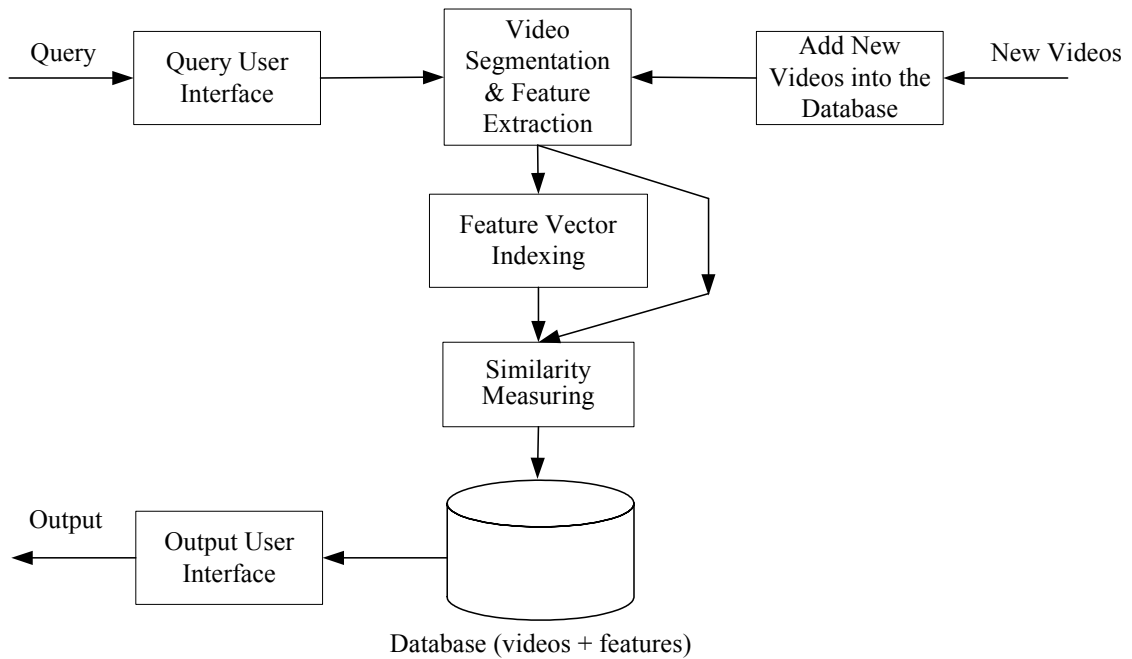 Query
Query User
Interface
Video
Segmentation
& Feature
Extraction
Add New
Videos into the
Database
New Videos
Feature Vector
Indexing
Similarity
Measuring
Output
Output User
Interface
Database (videos + features)